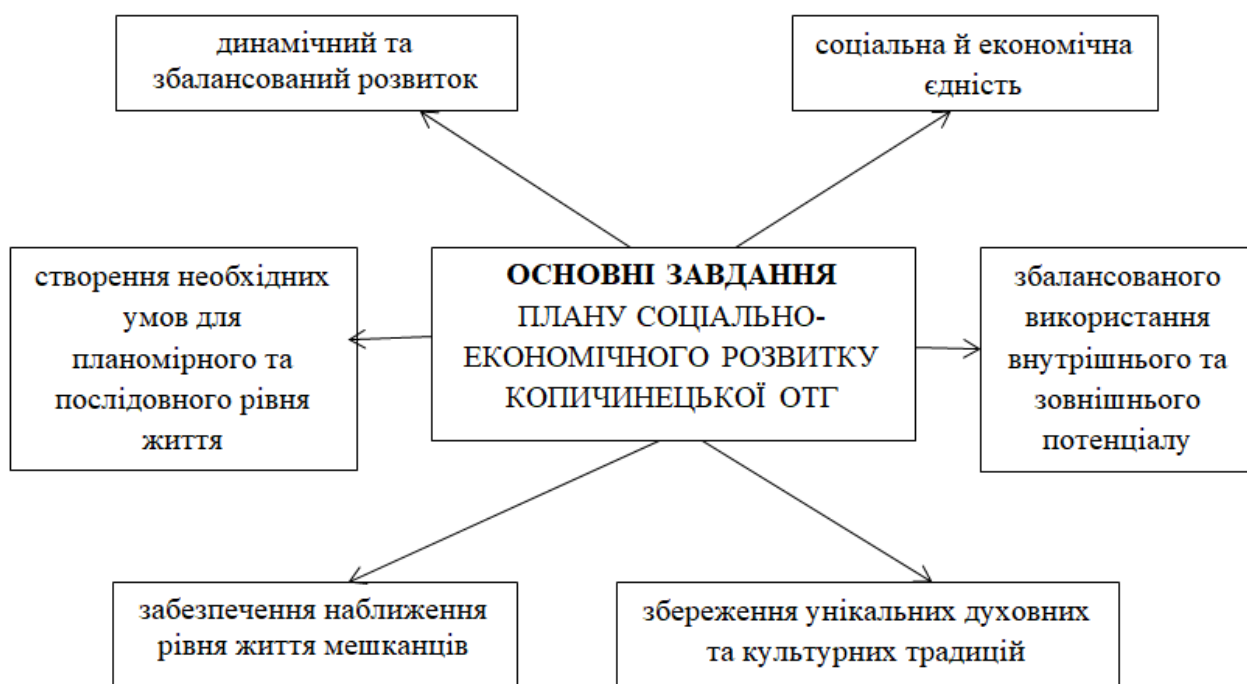 динамічний та
збалансований розвиток
соціальна й економічна
єдність
створення необхідних
умов для
планомірного та
послідовного рівня
життя
ОСНОВНІ ЗАВДАННЯ
ПЛАНУ СОЦІАЛЬНО-
ЕКОНОМІЧНОГО РОЗВИТКУ
КОПИЧИНЕЦЬКОЇ ОТГ
збалансованого
використання
внутрішнього та
зовнішнього
потенціалу
забезпечення наближення
рівня життя мешканців
збереження унікальних духовних
та культурних традицій